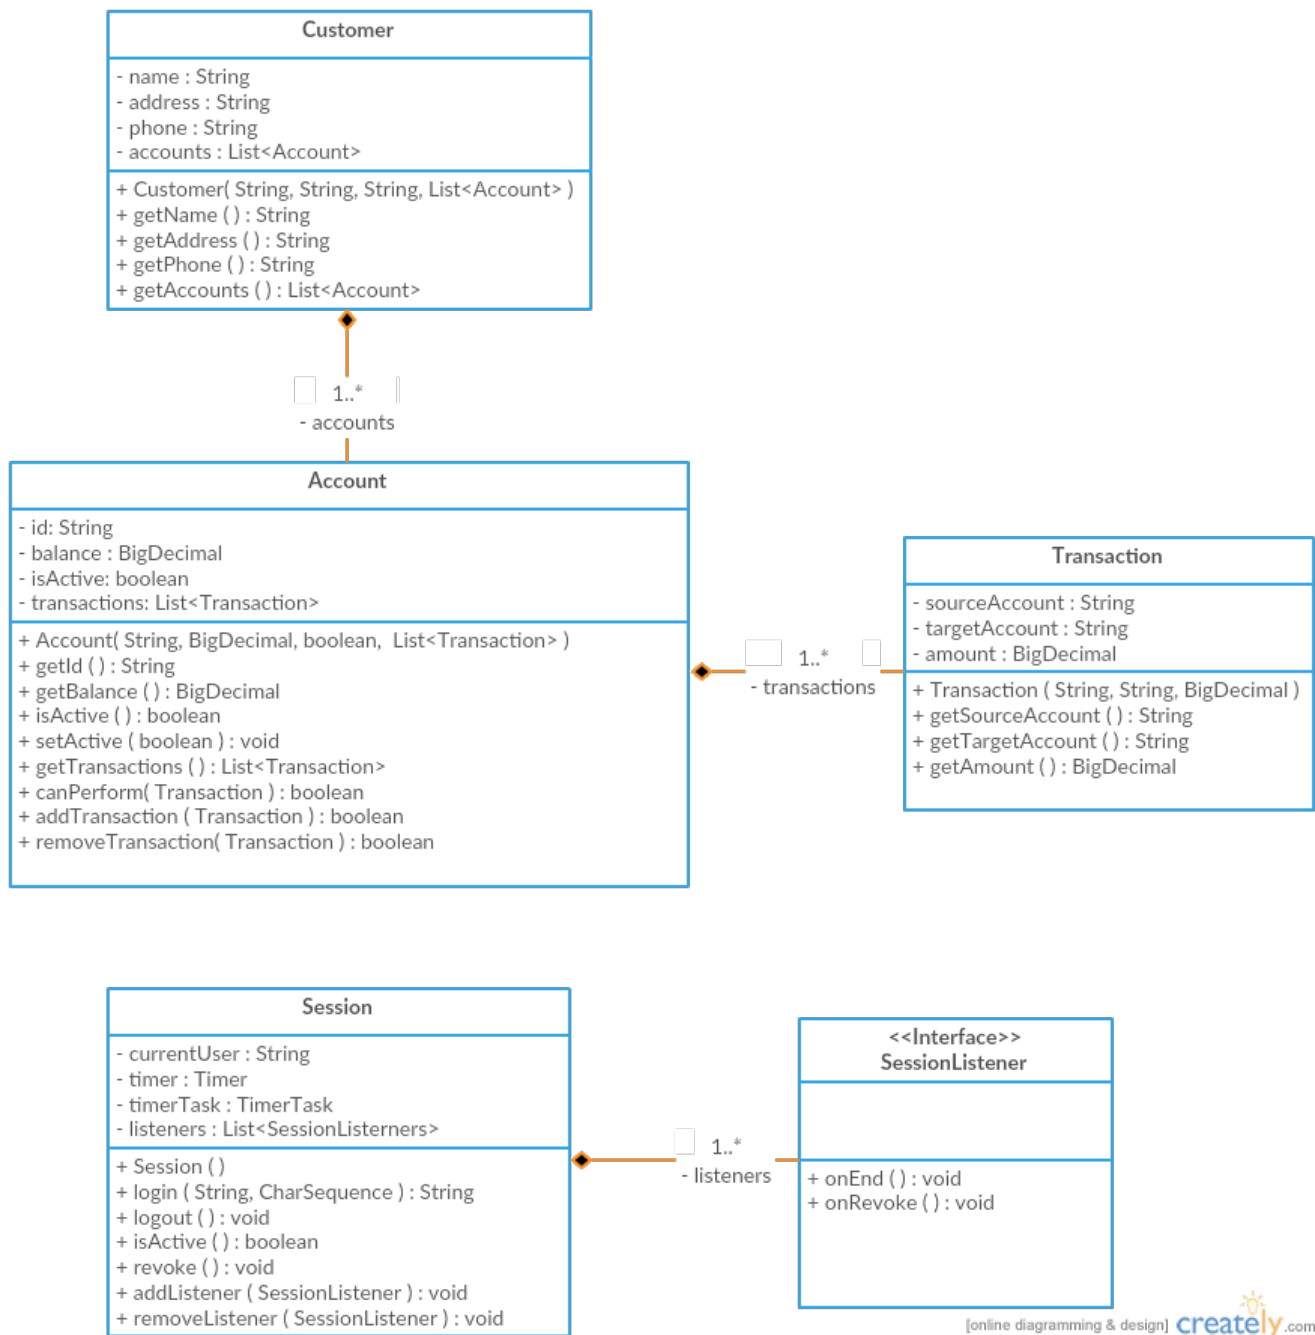 Customer
- name : String
- address : String
- phone : String
- accounts : List<Account>
+ Customer( String, String, String, List<Account> )
+ getName ( ) : String
+ getAddress ( ) : String
+ getPhone ( ) : String
+ getAccounts ( ) : List<Account>
1..*
- accounts
Account
- id: String
- balance : BigDecimal
- isActive: boolean
- transactions: List<Transaction>
+ Account( String, BigDecimal, boolean,  List<Transaction> )
+ getId ( ) : String
+ getBalance ( ) : BigDecimal
+ isActive ( ) : boolean
+ setActive ( boolean ) : void
+ getTransactions ( ) : List<Transaction>
+ canPerform( Transaction ) : boolean
+ addTransaction ( Transaction ) : boolean
+ removeTransaction( Transaction ) : boolean
1..*
- transactions
Transaction
- sourceAccount : String
- targetAccount : String
- amount : BigDecimal
+ Transaction ( String, String, BigDecimal )
+ getSourceAccount ( ) : String
+ getTargetAccount ( ) : String
+ getAmount ( ) : BigDecimal
Session
- currentUser : String
- timer : Timer
- timerTask : TimerTask
- listeners : List<SessionListerners>
+ Session ( )
+ login ( String, CharSequence ) : String
+ logout ( ) : void
+ isActive ( ) : boolean
+ revoke ( ) : void
+ addListener ( SessionListener ) : void
+ removeListener ( SessionListener ) : void
1..*
- listeners
<<Interface>>
SessionListener
+ onEnd ( ) : void
+ onRevoke ( ) : void
[online diagramming & design] creately.com